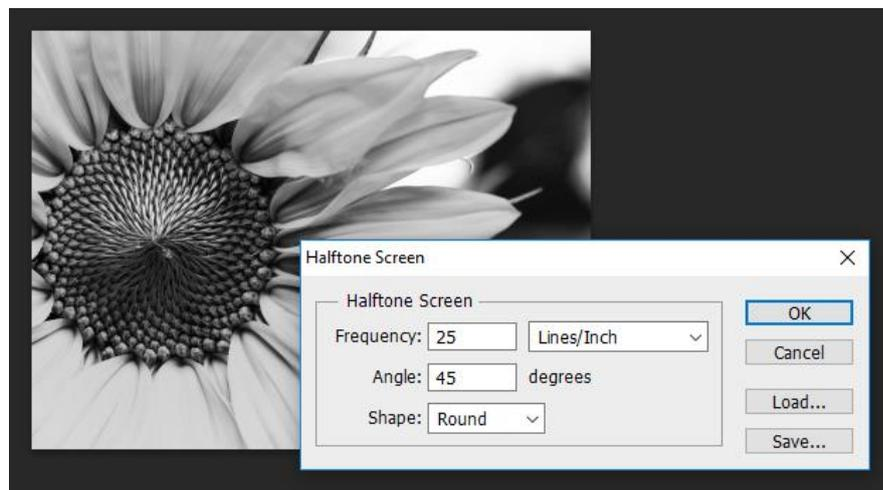 Halftone Screen
Halftone Screen
Frequency: 25 Lines/Inch
Angle: 45 degrees
Shape: Round
OK
Cancel
Load...
Save...